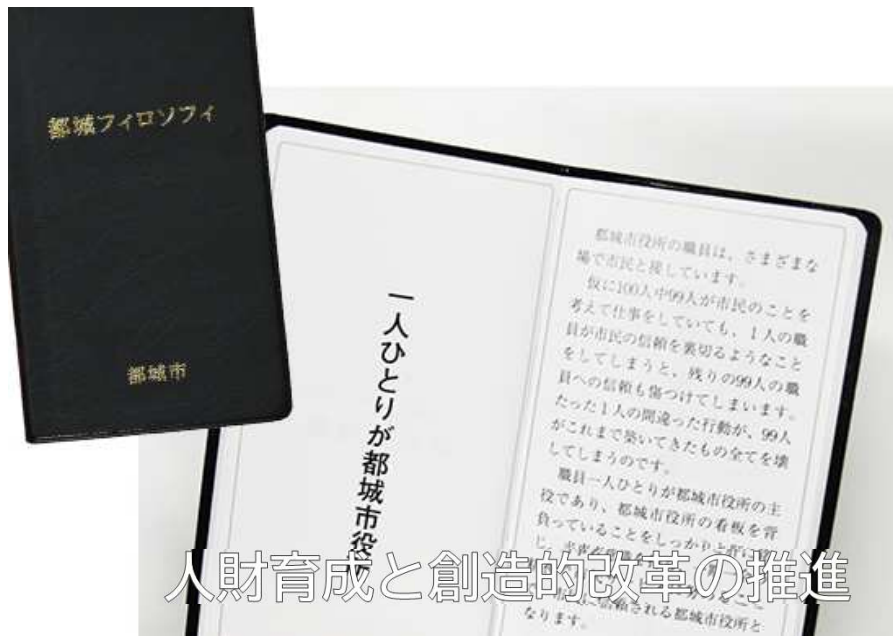 都城フィロソフィ
都城市
一人ひとりが都城市役
都城市役所の職員は、さまざまな
場で市民と接しています。
仮に100人中99人が市民のことを
考えて仕事をしていても、1人の職
員が市民の信頼を裏切るようなこと
をしてしまうと、残りの99人の職
員への信頼も傷つけてしまいます。
たった1人の間違った行動が、99人
がこれまで築いてきたもの全てを壊
してしまうのです。
職員一人ひとりが都城市役所の主
役であり、都城市役所の看板を背
負っていることをしっかりと
信頼される都城市役所と
なります。
人財育成と創造的改革の推進